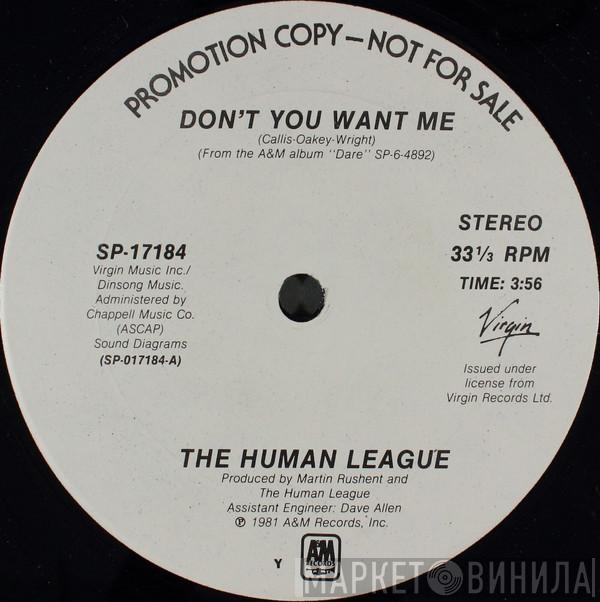 PROMOTION COPY—NOT FOR SALE
DON'T YOU WANT ME
(Callis-Oakey-Wright)
(From the A&M album "Dare" SP-6-4892)
SP-17184
Virgin Music Inc./
Dinsong Music.
Administered by
Chappell Music Co.
(ASCAP)
Sound Diagrams
(SP-017184-A)
STEREO
33⅓ RPM
TIME: 3:56
Virgin
Issued under
license from
Virgin Records Ltd.
THE HUMAN LEAGUE
Produced by Martin Rushent and
The Human League
Assistant Engineer: Dave Allen
℗ 1981 A&M Records, Inc.
Y
A&M
RECORDS
МАРКЕТ ВИНИЛА